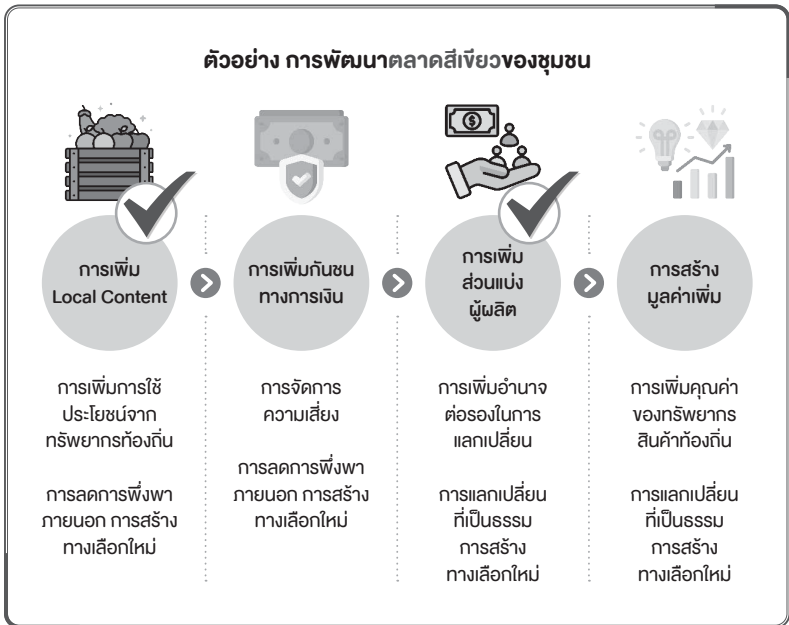 ตัวอย่าง การพัฒนาตลาดสีเขียวของชุมชน
การเพิ่ม
Local Content
การเพิ่มกันชน
ทางการเงิน
การเพิ่ม
ส่วนแบ่ง
ผู้ผลิต
การสร้าง
มูลค่าเพิ่ม
การเพิ่มการใช้
ประโยชน์จาก
ทรัพยากรท้องถิ่น
การลดการพึ่งพา
ภายนอก การสร้าง
ทางเลือกใหม่
การจัดการ
ความเสี่ยง
การลดการพึ่งพา
ภายนอก การสร้าง
ทางเลือกใหม่
การเพิ่มอำนาจ
ต่อรองในการ
แลกเปลี่ยน
การแลกเปลี่ยน
ที่เป็นธรรม
การสร้าง
ทางเลือกใหม่
การเพิ่มคุณค่า
ของทรัพยากร
สินค้าท้องถิ่น
การแลกเปลี่ยน
ที่เป็นธรรม
การสร้าง
ทางเลือกใหม่